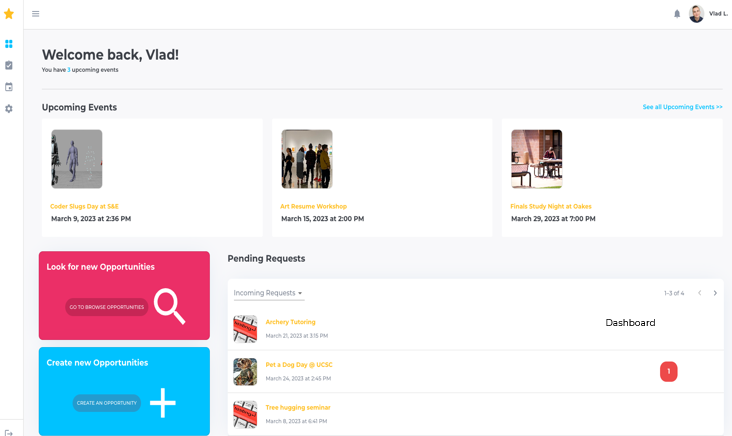 Vlad L.
Welcome back, Vlad!
You have 3 upcoming events
Upcoming Events
See all Upcoming Events >>
Coder Slugs Day at S&E
March 9, 2023 at 2:36 PM
Art Resume Workshop
March 15, 2023 at 2:00 PM
Finals Study Night at Oakes
March 29, 2023 at 7:00 PM
Look for new Opportunities
GO TO BROWSE OPPORTUNITIES
Create new Opportunities
CREATE AN OPPORTUNITY
Pending Requests
Incoming Requests
1-3 of 4
Archery Tutoring
March 21, 2023 at 3:15 PM
Dashboard
Pet a Dog Day @ UCSC
March 24, 2023 at 2:45 PM
1
Tree hugging seminar
March 8, 2023 at 6:41 PM